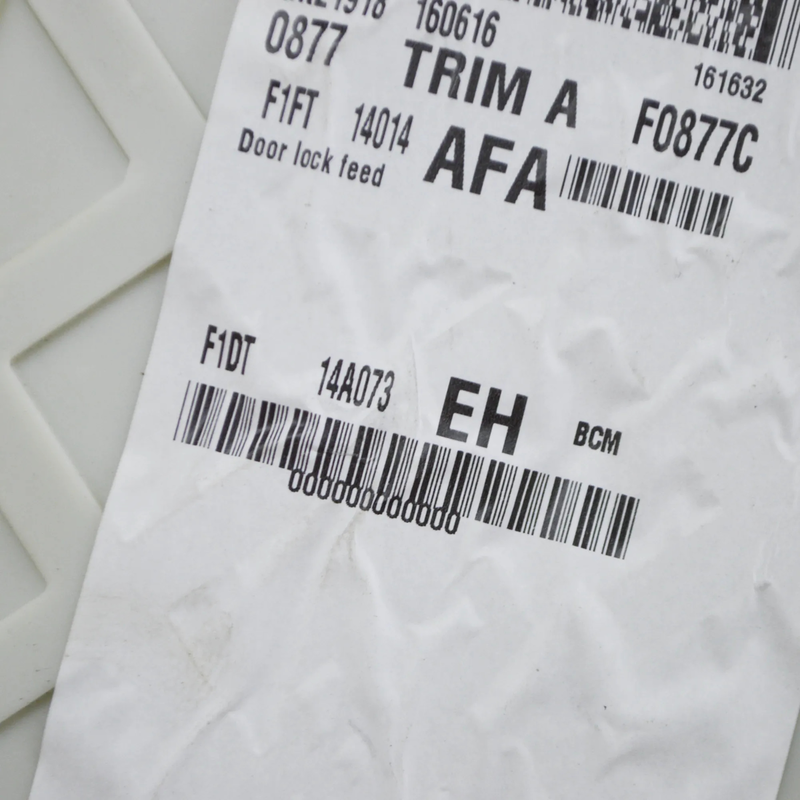 160616
0877 TRIM A 161632
F1FT 14014 AFA F0877C
Door lock feed
F1DT 14A073 EH BCM
000000000000